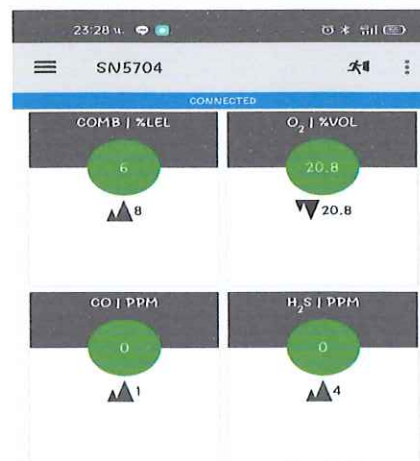 23:28 น.
SN5704
CONNECTED
COMB | %LEL
6
8
O₂ | %VOL
20.8
20.8
CO | PPM
0
1
H₂S | PPM
0
4